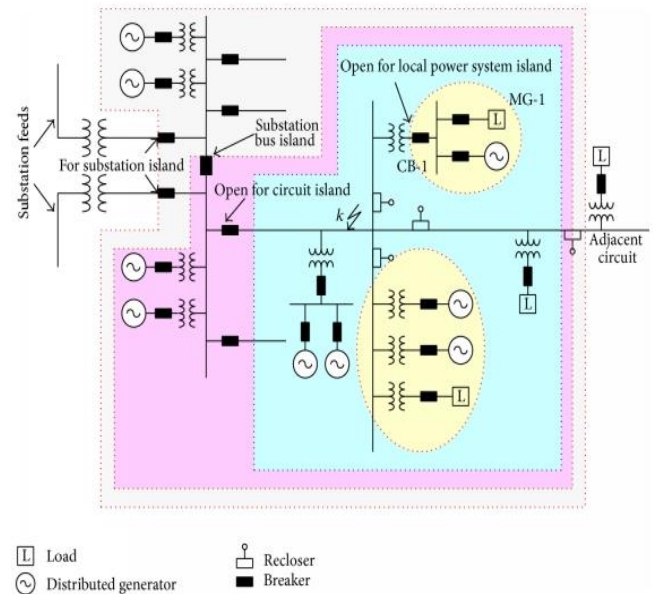 Open for local power system island
MG-1
L
CB-1
Substation feeds
For substation island
Substation
bus island
Open for circuit island
k
L
Adjacent
circuit
L
L
L Load
Distributed generator
Recloser
Breaker